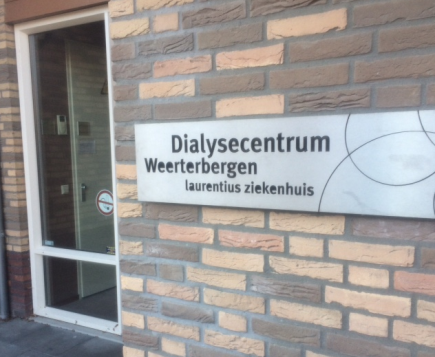 Dialysecentrum
Weerterbergen
laurentius ziekenhuis